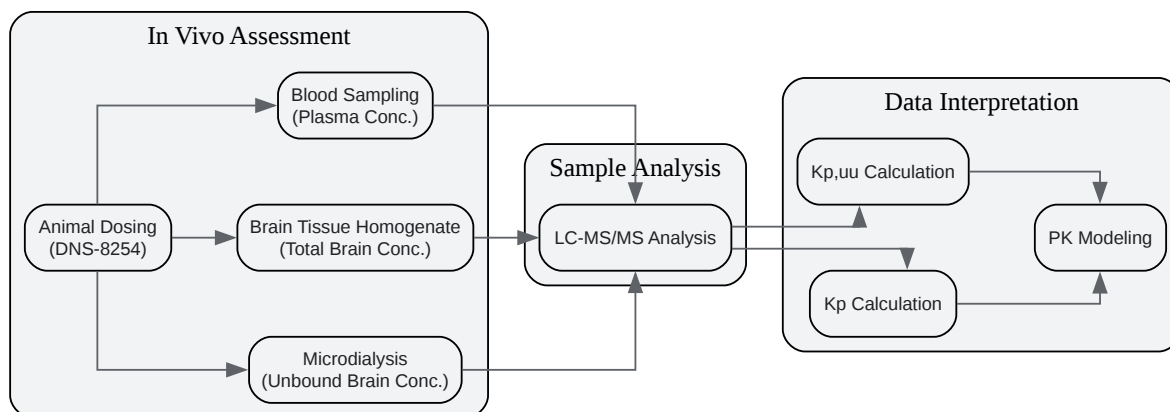 In Vivo Assessment
Blood Sampling
(Plasma Conc.)
Animal Dosing
(DNS-8254)
Brain Tissue Homogenate
(Total Brain Conc.)
Microdialysis
(Unbound Brain Conc.)
Sample Analysis
LC-MS/MS Analysis
Data Interpretation
Kp,uu Calculation
Kp Calculation
PK Modeling